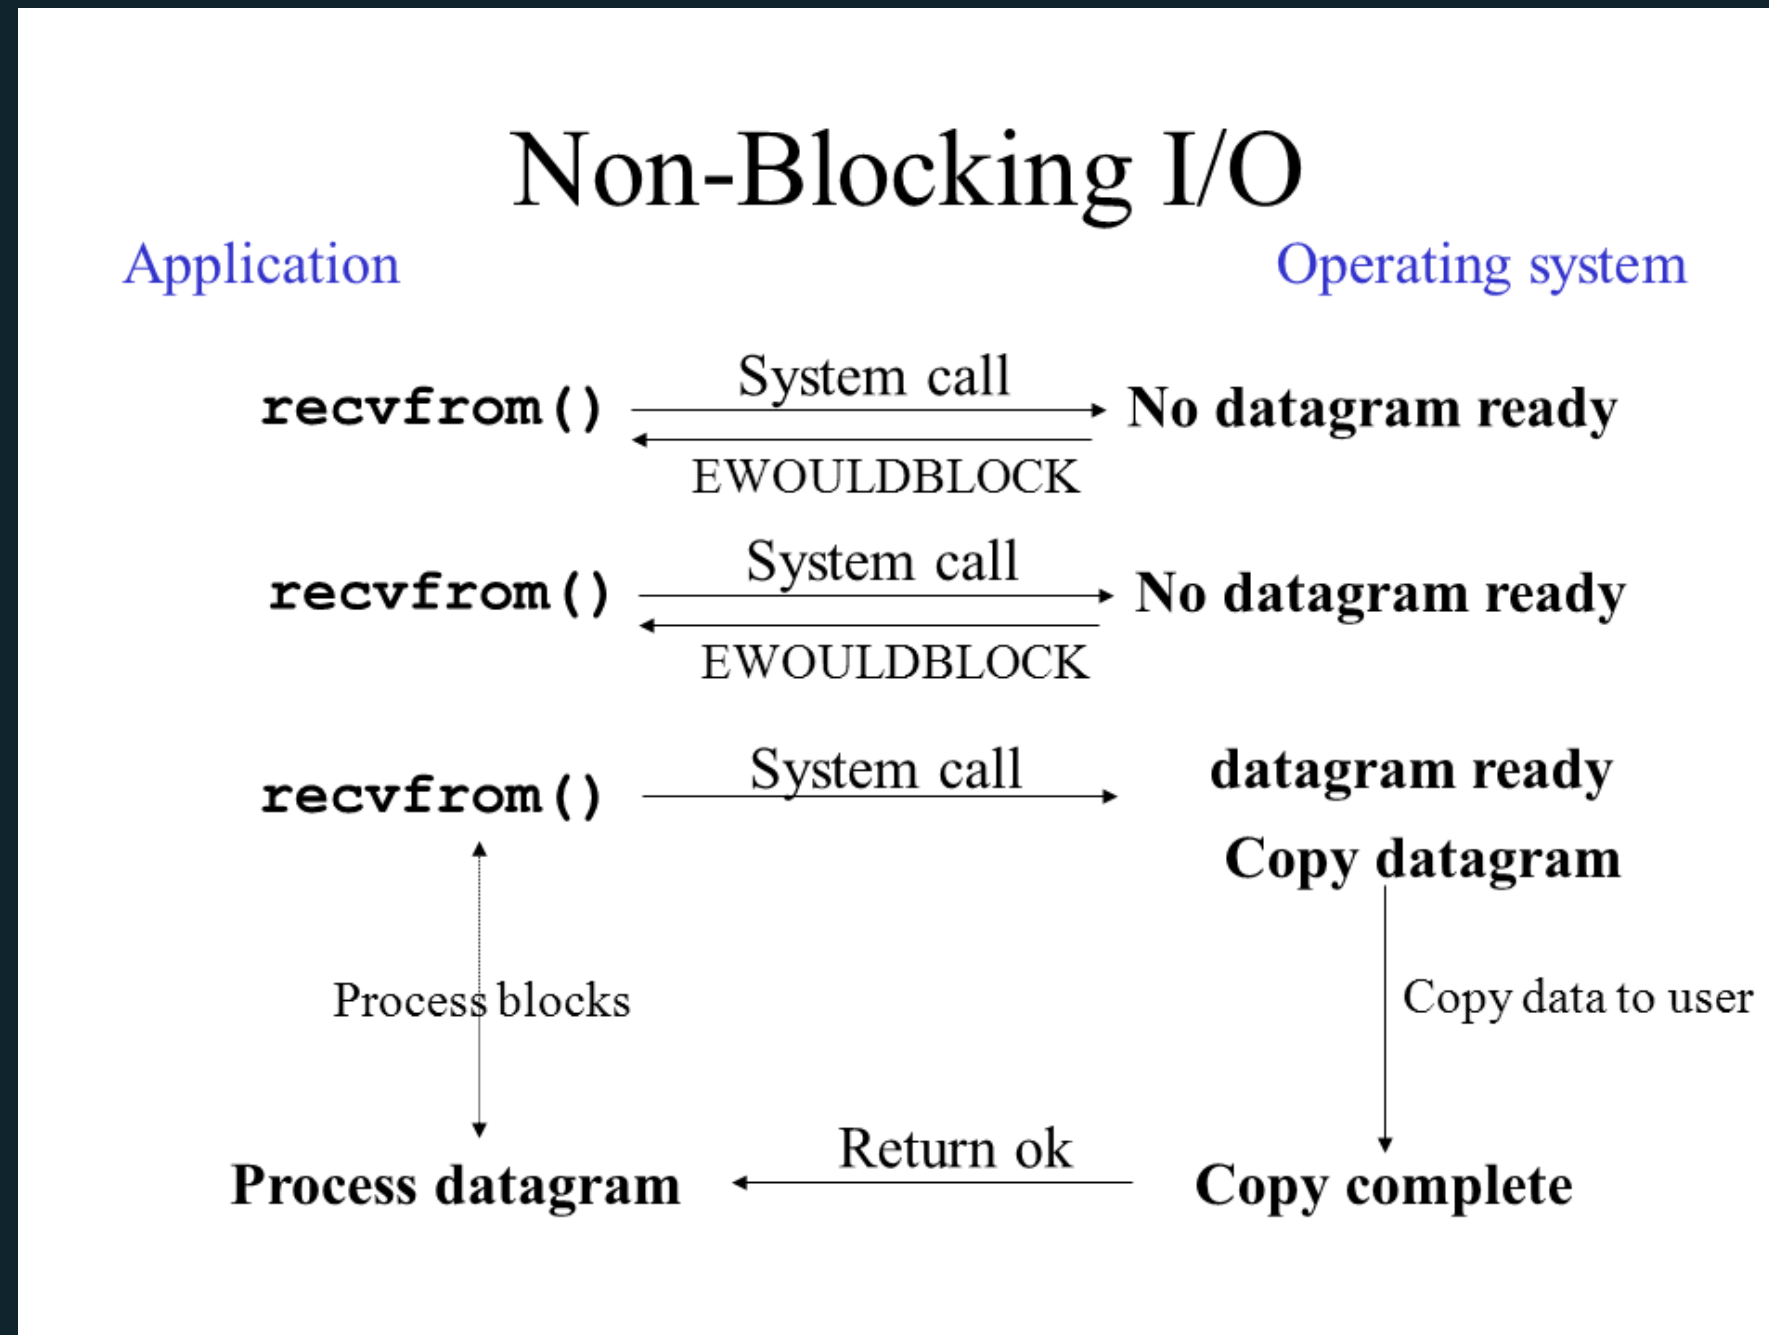 Non-Blocking I/O
Application
Operating system
recvfrom()
System call
No datagram ready
EWOULDBLOCK
recvfrom()
System call
No datagram ready
EWOULDBLOCK
recvfrom()
System call
datagram ready
Copy datagram
Process blocks
Copy data to user
Process datagram
Return ok
Copy complete